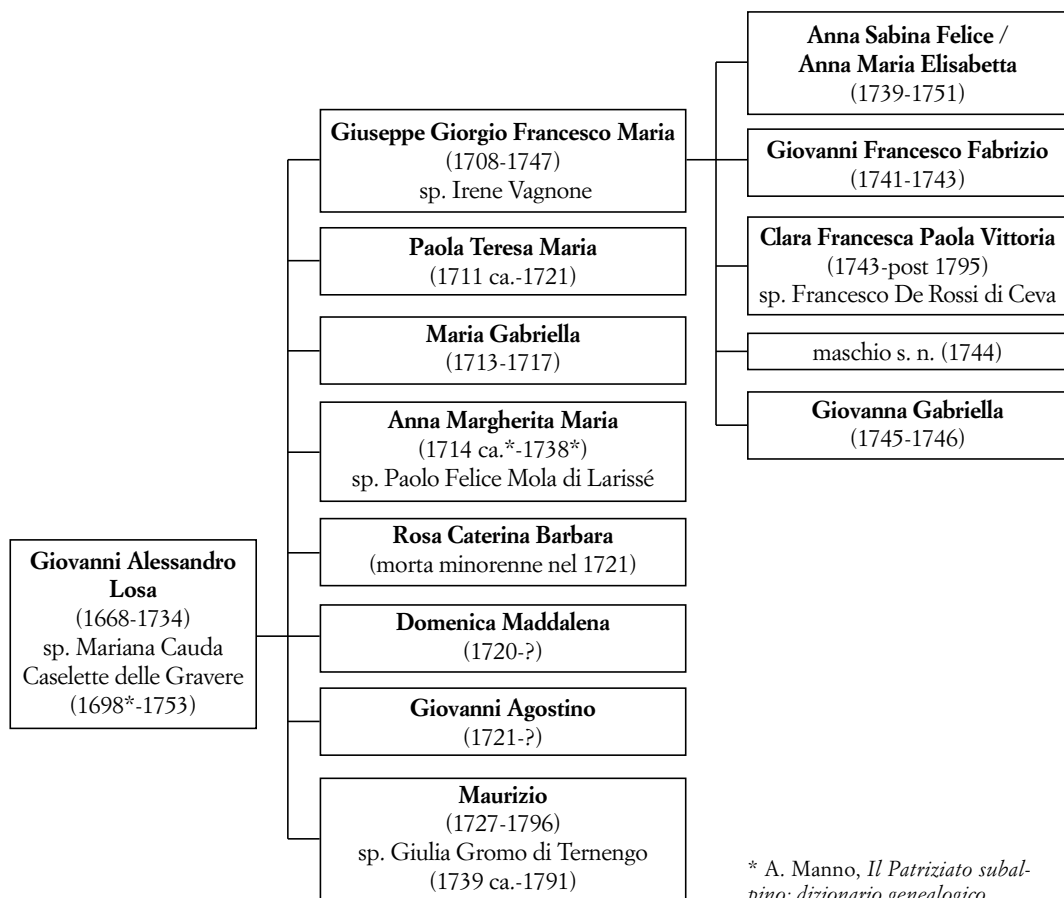 Giovanni Alessandro
Losa
(1668-1734)
sp. Mariana Cauda
Caselette delle Gravere
(1698*-1753)
Giuseppe Giorgio Francesco Maria
(1708-1747)
sp. Irene Vagnone
Paola Teresa Maria
(1711 ca.-1721)
Maria Gabriella
(1713-1717)
Anna Margherita Maria
(1714 ca.*-1738*)
sp. Paolo Felice Mola di Larissé
Rosa Caterina Barbara
(morta minorenne nel 1721)
Domenica Maddalena
(1720-?)
Giovanni Agostino
(1721-?)
Maurizio
(1727-1796)
sp. Giulia Gromo di Ternengo
(1739 ca.-1791)
Anna Sabina Felice /
Anna Maria Elisabetta
(1739-1751)
Giovanni Francesco Fabrizio
(1741-1743)
Clara Francesca Paola Vittoria
(1743-post 1795)
sp. Francesco De Rossi di Ceva
maschio s. n. (1744)
Giovanna Gabriella
(1745-1746)
* A. Manno, Il Patriziato subal-
pino: dizionario genealogico